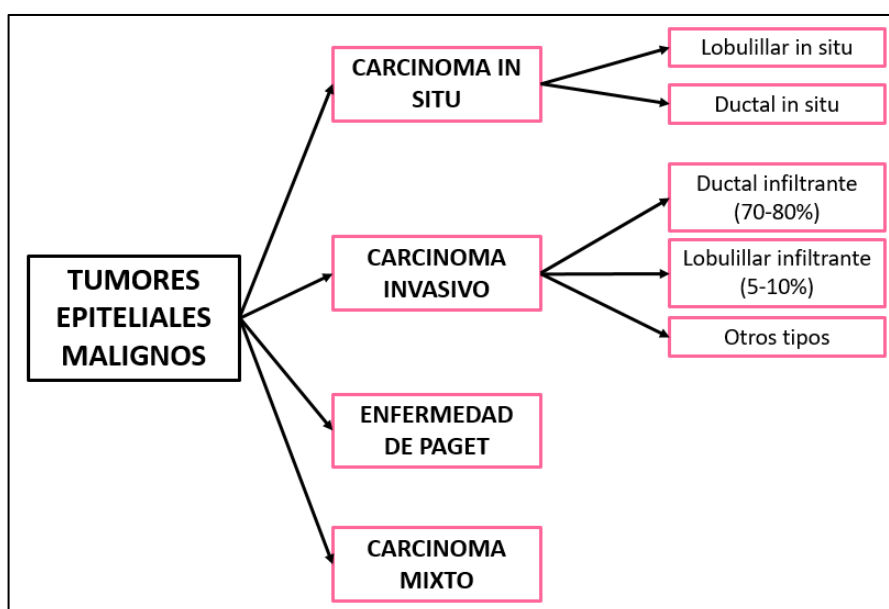 TUMORES
EPITELIALES
MALIGNOS
CARCINOMA IN
SITU
Lobulillar in situ
Ductal in situ
CARCINOMA
INVASIVO
Ductal infiltrante
(70-80%)
Lobulillar infiltrante
(5-10%)
Otros tipos
ENFERMEDAD
DE PAGET
CARCINOMA
MIXTO